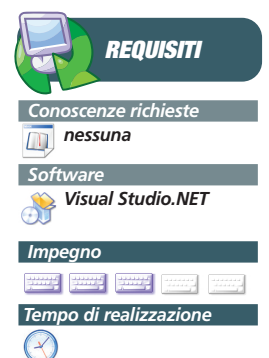 REQUISITI
Conoscenze richieste
nessuna
Software
Visual Studio.NET
Impegno
Tempo di realizzazione